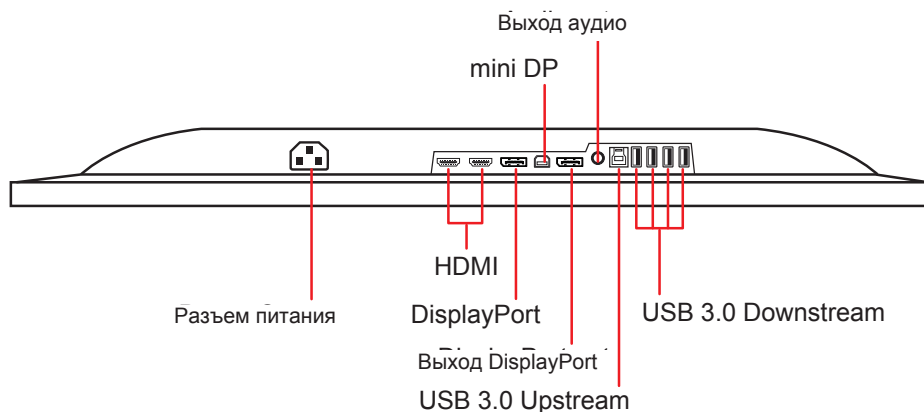 Выход аудио
mini DP
HDMI
Разъем питания
DisplayPort
USB 3.0 Downstream
Выход DisplayPort
USB 3.0 Upstream